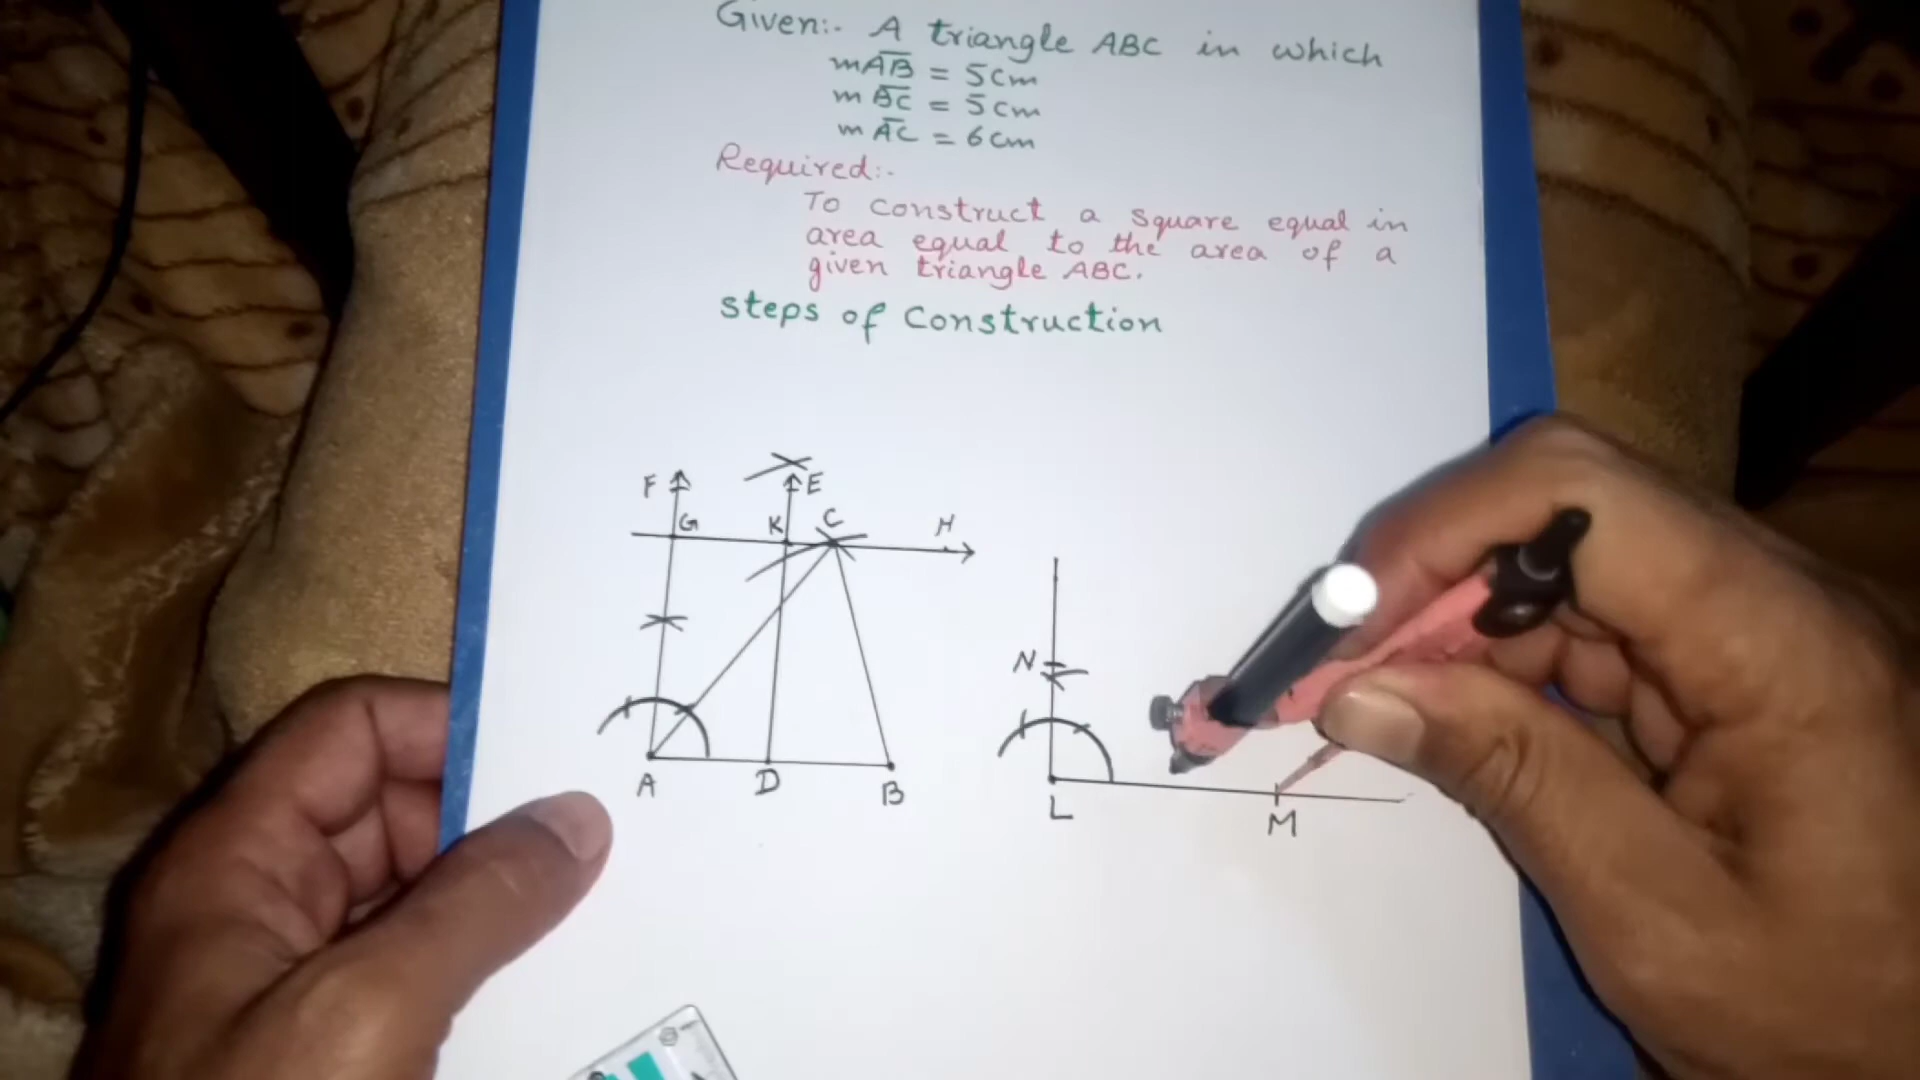 Given:- A triangle ABC in which
mAB = 5cm
mBC = 5cm
mAC = 6cm
Required:-
To construct a square equal in
area equal to the area of a
given triangle ABC.
steps of Construction
F E
G K C H
N
A D B L M